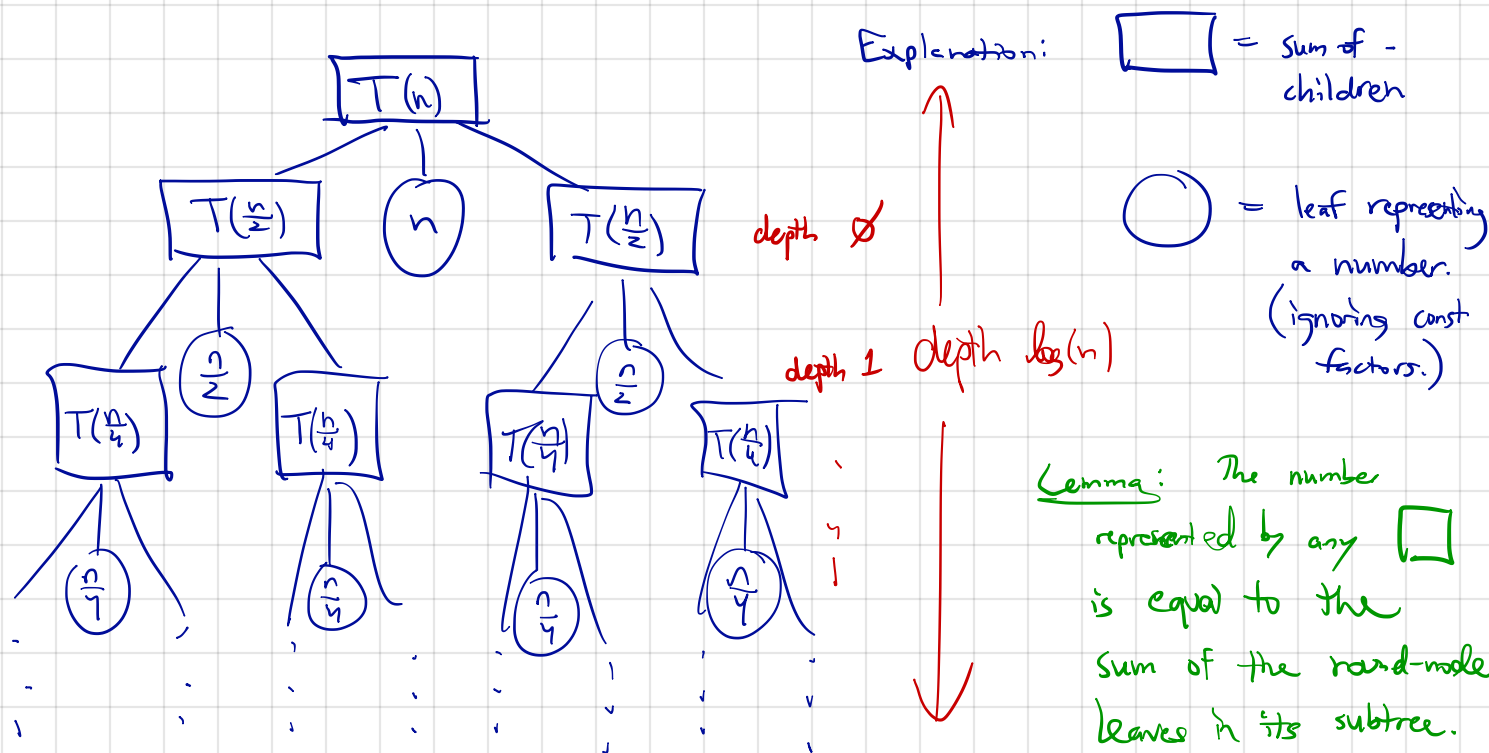 Explanation:
= sum of -
children
T(n)
T(n/2)
n
T(n/2)
depth 0
= leaf representing
a number.
(ignoring const
factors.)
n/2
n/2
depth 1
depth log(n)
T(n/4)
T(n/4)
T(n/4)
T(n/4)
Lemma: The number
represented by any
is equal to the
sum of the round-node
leaves in its subtree.
n/4
n/4
n/4
n/4